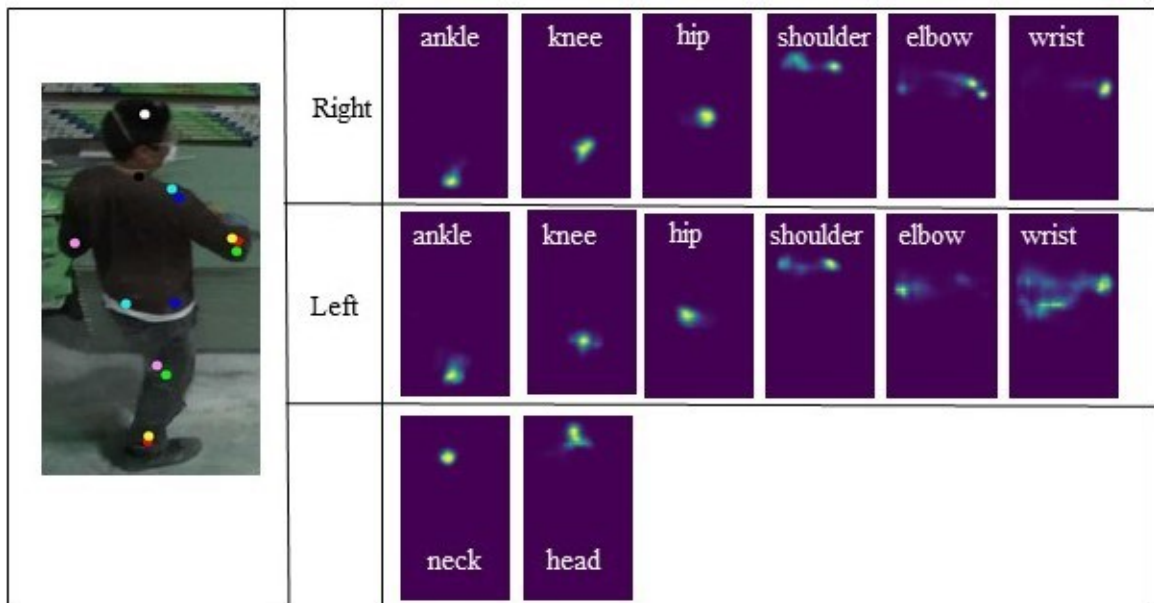 ankle knee hip shoulder elbow wrist
Right
ankle knee hip shoulder elbow wrist
Left
neck head